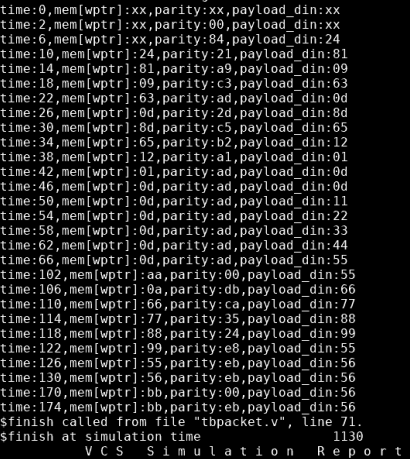 time:0,mem[wptr]:xx,parity:xx,payload_din:xx
time:2,mem[wptr]:xx,parity:00,payload_din:xx
time:6,mem[wptr]:xx,parity:84,payload_din:24
time:10,mem[wptr]:24,parity:21,payload_din:81
time:14,mem[wptr]:81,parity:a9,payload_din:09
time:18,mem[wptr]:09,parity:c3,payload_din:63
time:22,mem[wptr]:63,parity:ad,payload_din:0d
time:26,mem[wptr]:0d,parity:2d,payload_din:8d
time:30,mem[wptr]:8d,parity:c5,payload_din:65
time:34,mem[wptr]:65,parity:b2,payload_din:12
time:38,mem[wptr]:12,parity:a1,payload_din:01
time:42,mem[wptr]:01,parity:ad,payload_din:0d
time:46,mem[wptr]:0d,parity:ad,payload_din:0d
time:50,mem[wptr]:0d,parity:ad,payload_din:11
time:54,mem[wptr]:0d,parity:ad,payload_din:22
time:58,mem[wptr]:0d,parity:ad,payload_din:33
time:62,mem[wptr]:0d,parity:ad,payload_din:44
time:66,mem[wptr]:0d,parity:ad,payload_din:55
time:102,mem[wptr]:aa,parity:00,payload_din:55
time:106,mem[wptr]:0a,parity:db,payload_din:66
time:110,mem[wptr]:66,parity:ca,payload_din:77
time:114,mem[wptr]:77,parity:35,payload_din:88
time:118,mem[wptr]:88,parity:24,payload_din:99
time:122,mem[wptr]:99,parity:e8,payload_din:55
time:126,mem[wptr]:55,parity:eb,payload_din:56
time:130,mem[wptr]:56,parity:eb,payload_din:56
time:170,mem[wptr]:bb,parity:00,payload_din:56
time:174,mem[wptr]:bb,parity:eb,payload_din:56
$finish called from file "tbpacket.v", line 71.
$finish at simulation time 1130
V C S S i m u l a t i o n R e p o r t